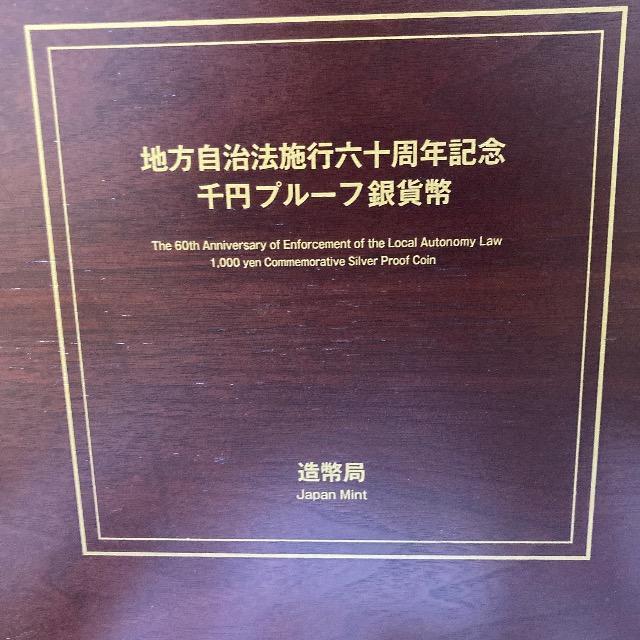 地方自治法施行六十周年記念
千円プルーフ銀貨幣
The 60th Anniversary of Enforcement of the Local Autonomy Law
1,000 yen Commemorative Silver Proof Coin
造幣局
Japan Mint